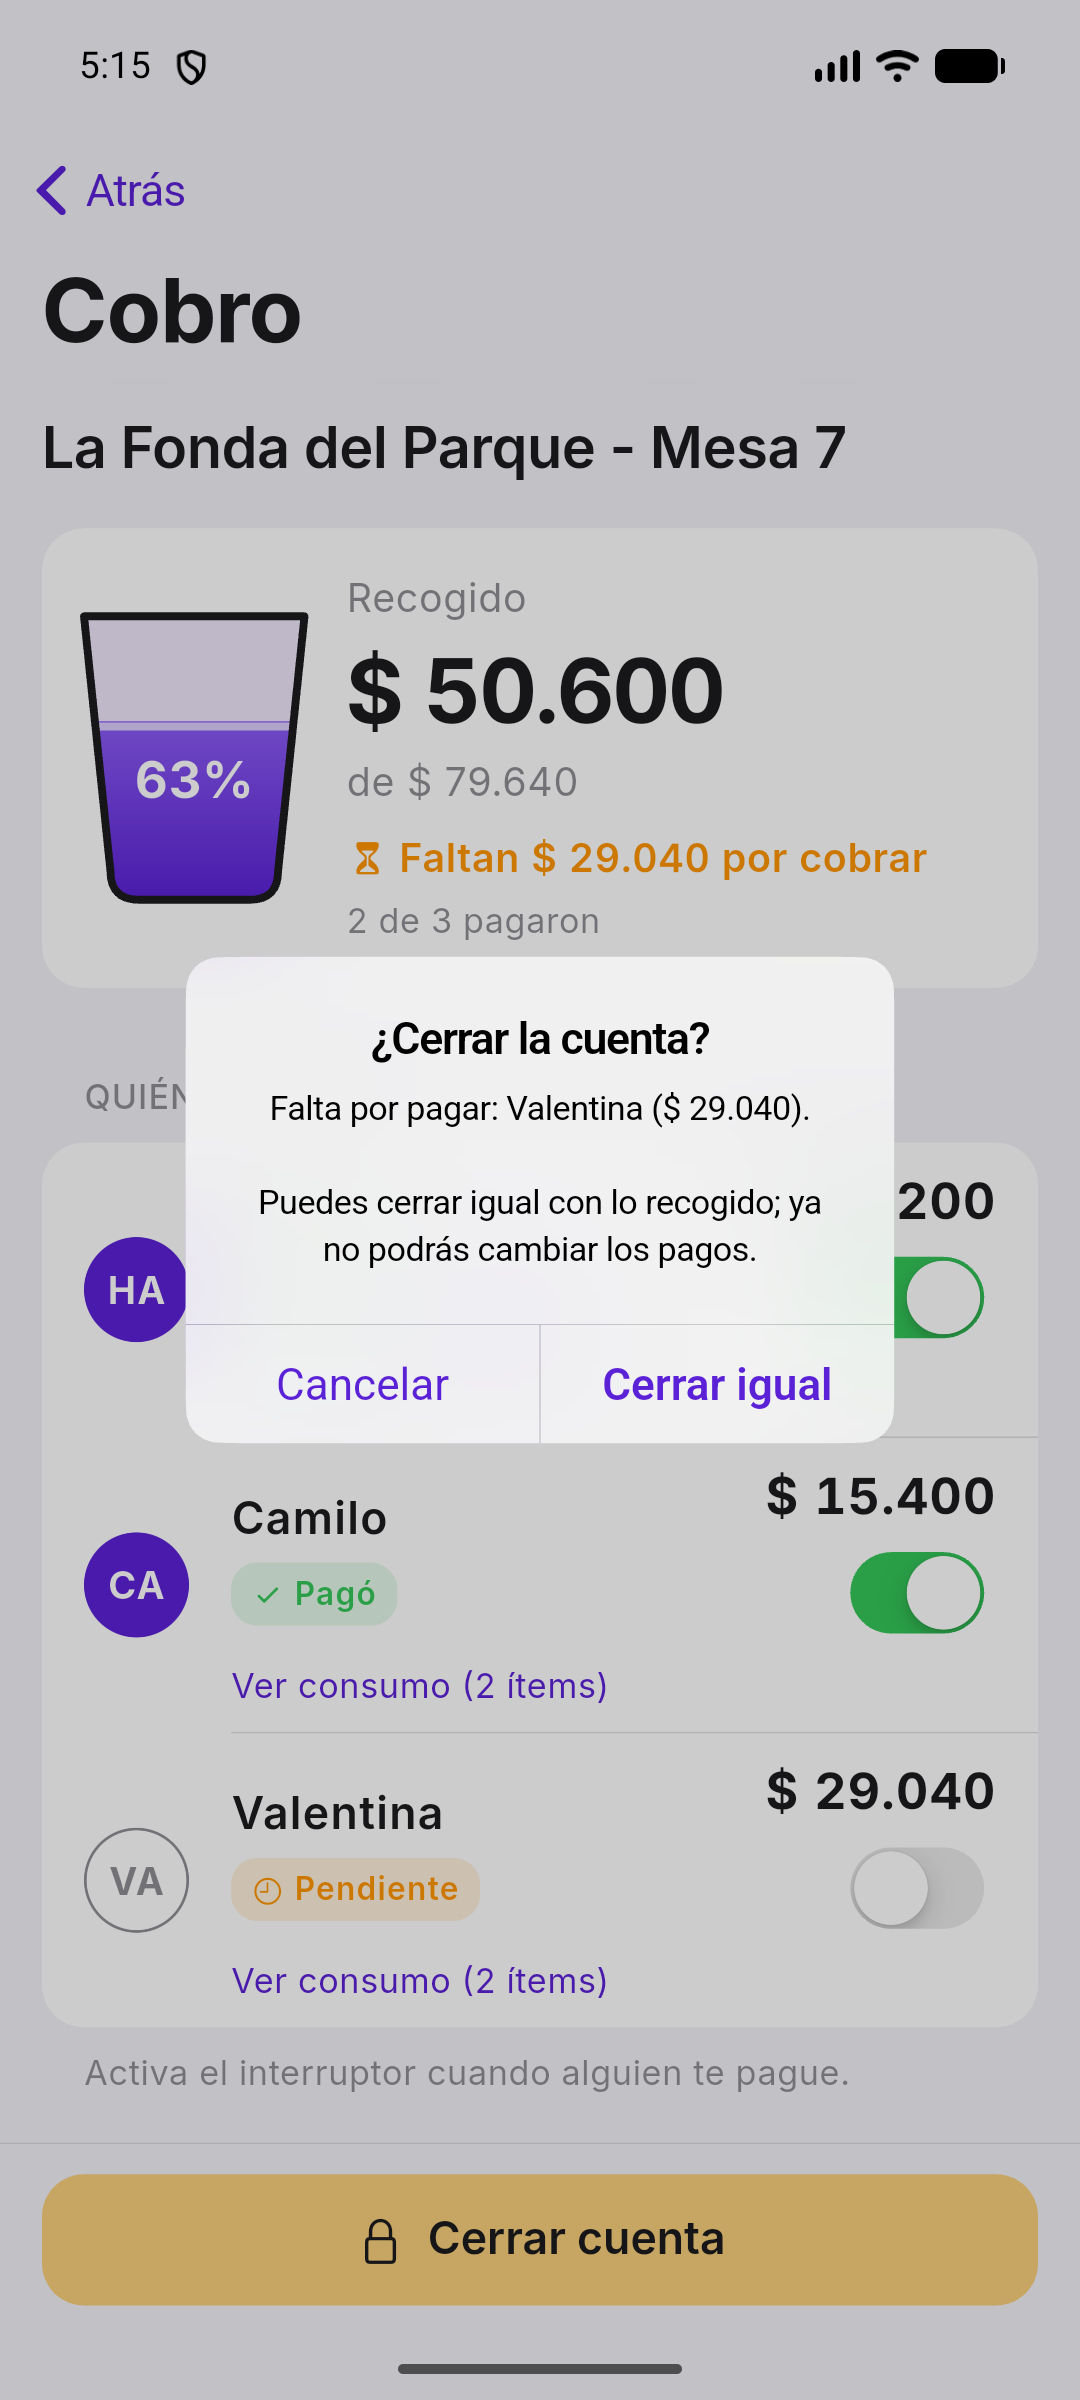 5:15
Atrás
Cobro
La Fonda del Parque - Mesa 7
Recogido
$ 50.600
63%
de $ 79.640
Faltan $ 29.040 por cobrar
2 de 3 pagaron
¿Cerrar la cuenta?
Falta por pagar: Valentina ($ 29.040).
Puedes cerrar igual con lo recogido; ya
no podrás cambiar los pagos.
Cancelar
Cerrar igual
HA
Camilo
$ 15.400
CA
Pagó
Ver consumo (2 ítems)
Valentina
$ 29.040
VA
Pendiente
Ver consumo (2 ítems)
Activa el interruptor cuando alguien te pague.
Cerrar cuenta